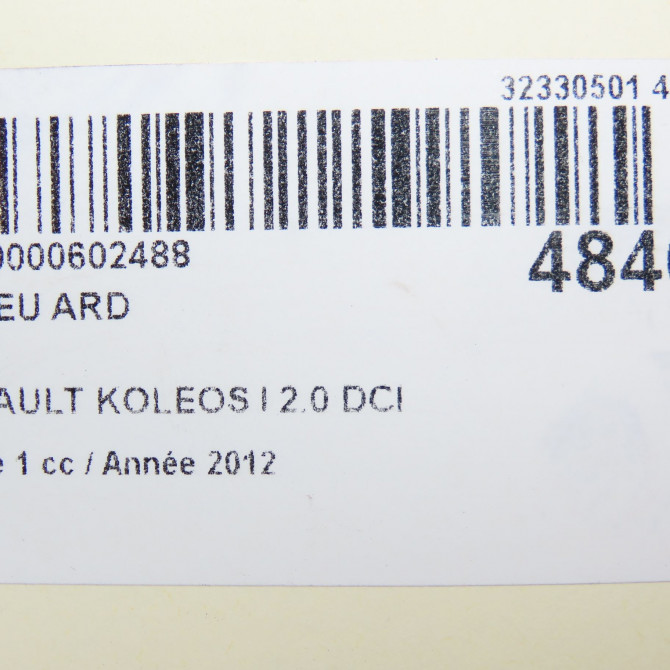 32330501 4
0000602488
484
EU ARD
AULT KOLEOS I 2.0 DCI
e 1 cc / Année 2012